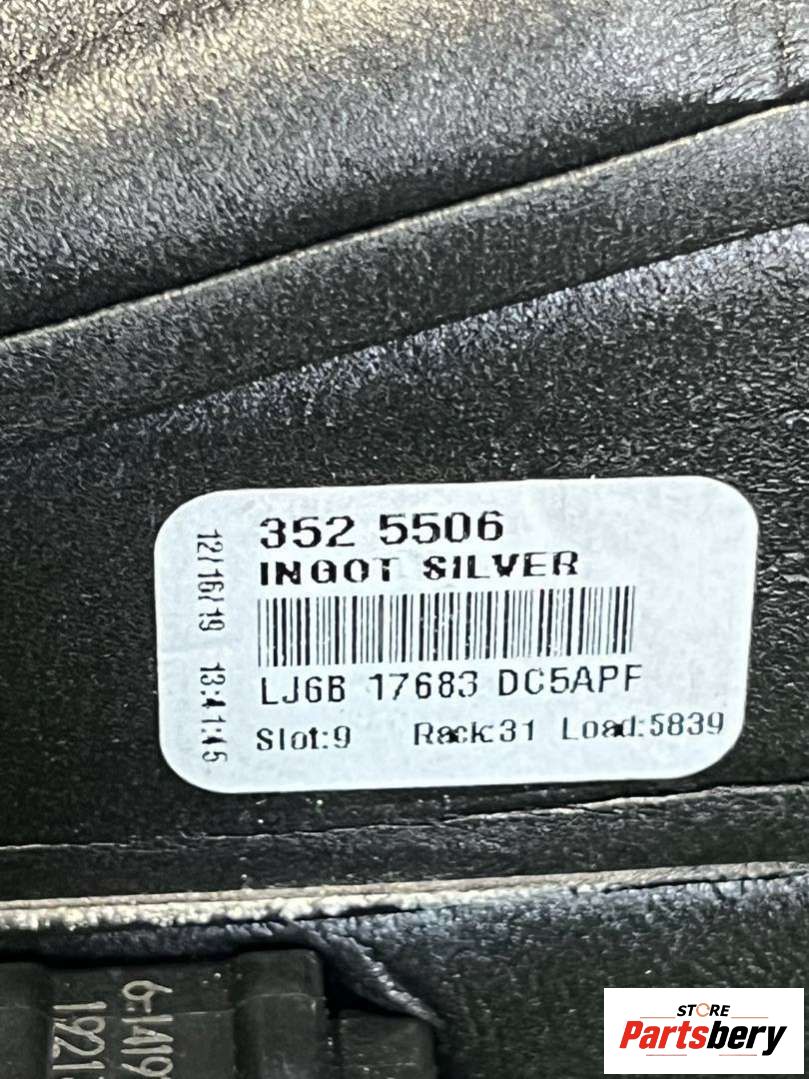 352 5506
INGOT SILVER
LJ6B 17683 DC5APF
Slot:9 Rack:31 Load:5839
12/16/19 13:41:45
STORE
Partsbery